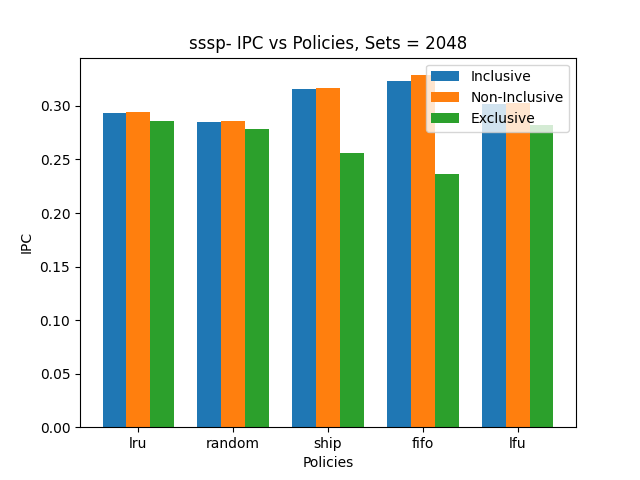 sssp- IPC vs Policies, Sets = 2048
Inclusive
Non-Inclusive
Exclusive
0.30
0.25
0.20
0.15
0.10
0.05
0.00
IPC
lru random ship fifo lfu
Policies